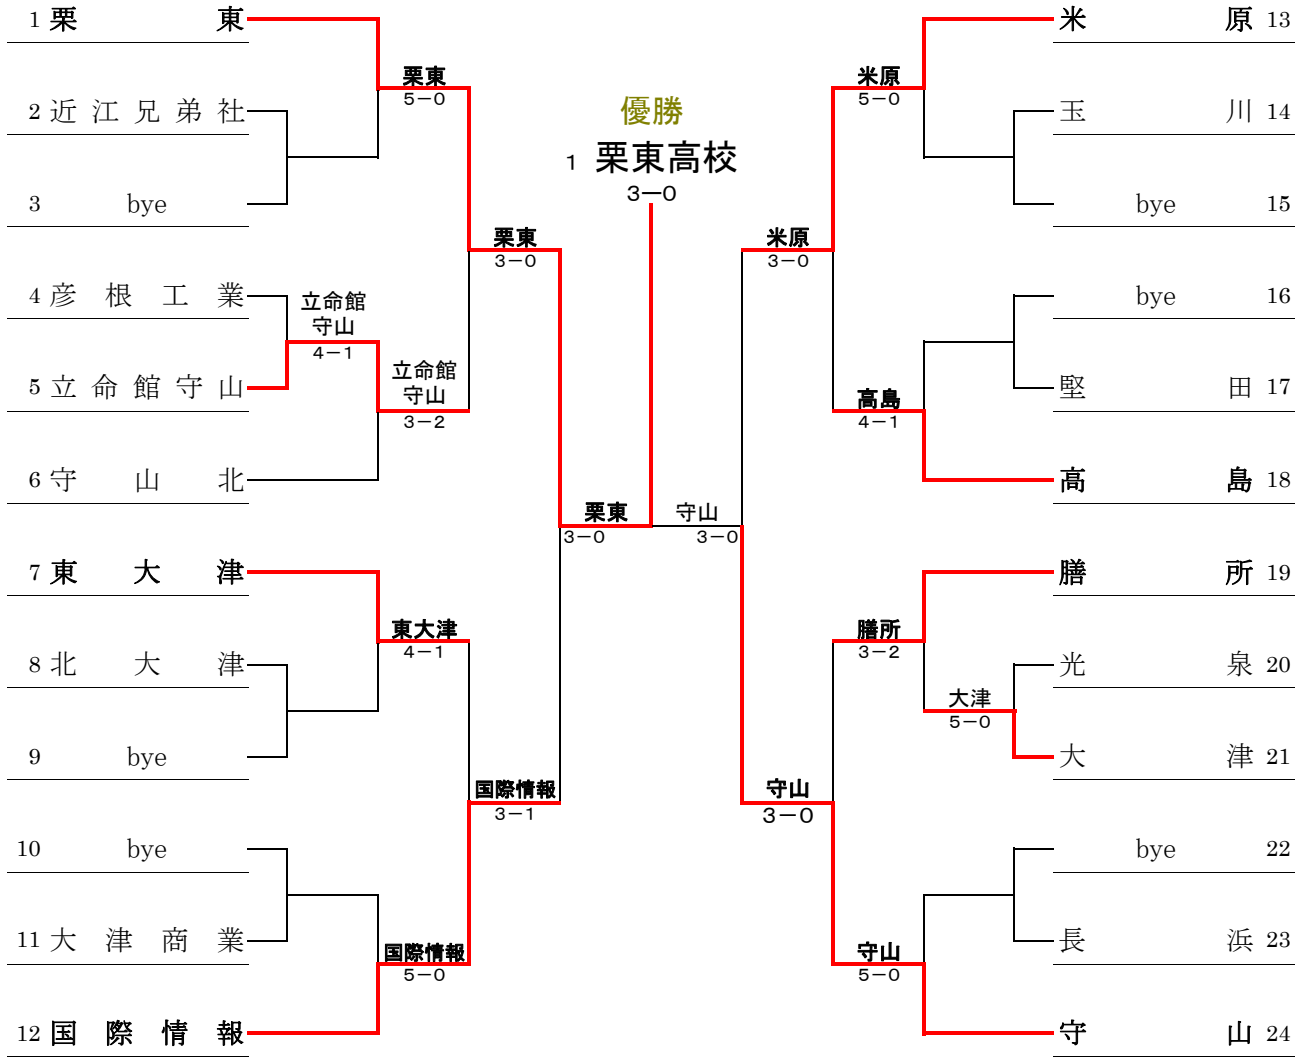 1 栗東
2 近江兄弟社
3 bye
4 彦根工業
5 立命館守山
6 守山北
7 東大津
8 北大津
9 bye
10 bye
11 大津商業
12 国際情報
栗東
5−0
立命館
守山
4−1
立命館
守山
3−2
東大津
4−1
国際情報
5−0
栗東
3−0
国際情報
3−1
栗東
3−0
優勝
1 栗東高校
3−0
守山
3−0
米原
3−0
守山
3−0
米原
5−0
高島
4−1
膳所
3−2
大津
5−0
守山
5−0
米原 13
玉川 14
bye 15
bye 16
堅田 17
高島 18
膳所 19
光泉 20
大津 21
bye 22
長浜 23
守山 24